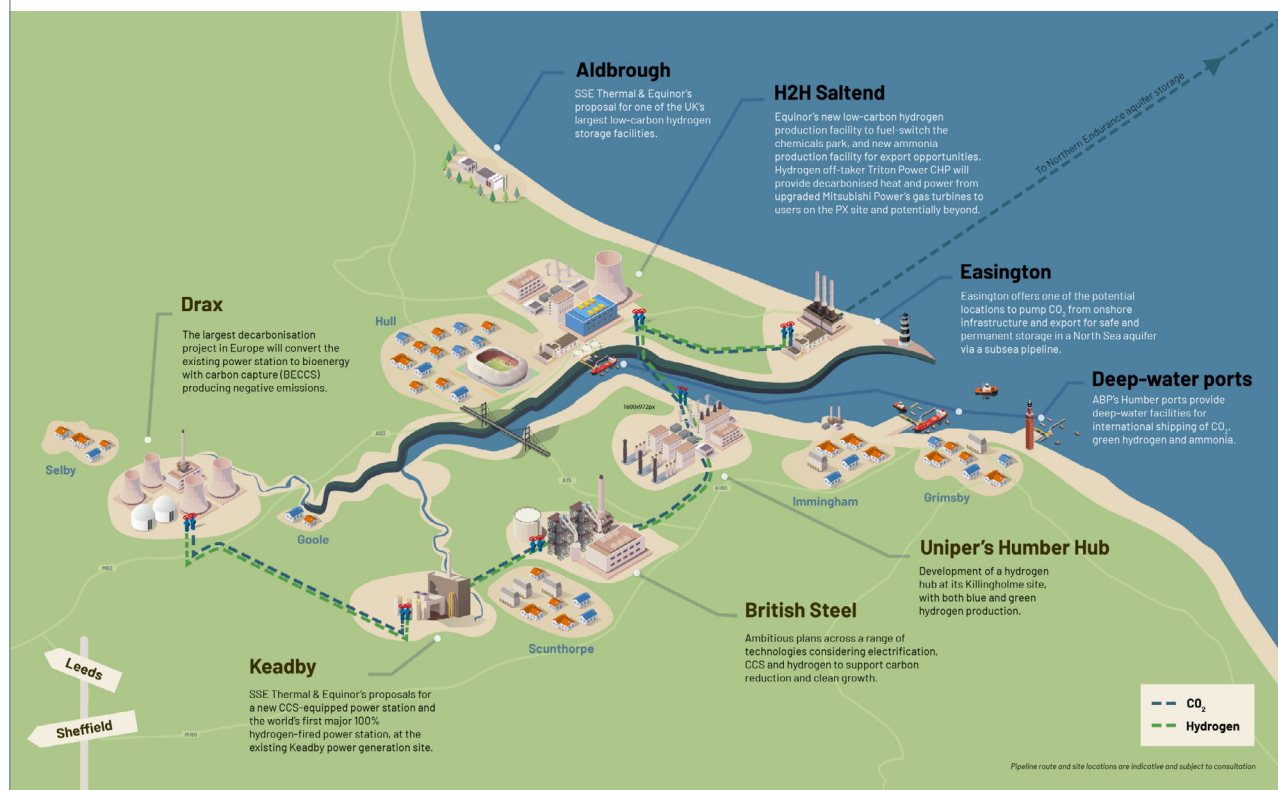 Aldbrough
SSE Thermal & Equinor's
proposal for one of the UK's
largest low-carbon hydrogen
storage facilities.
H2H Saltend
Equinor's new low-carbon hydrogen
production facility to fuel-switch the
chemicals park, and new ammonia
production facility for export opportunities.
Hydrogen off-taker Triton Power CHP will
provide decarbonised heat and power from
upgraded Mitsubishi Power's gas turbines to
users on the PX site and potentially beyond.
To Northern Endurance aquifer storage
Easington
Easington offers one of the potential
locations to pump CO₂ from onshore
infrastructure and export for safe and
permanent storage in a North Sea aquifer
via a subsea pipeline.
Drax
The largest decarbonisation
project in Europe will convert the
existing power station to bioenergy
with carbon capture (BECCS)
producing negative emissions.
Hull
Deep-water ports
ABP's Humber ports provide
deep-water facilities for
international shipping of CO₂,
green hydrogen and ammonia.
1600x972px
A63
Selby
A15
A180
Immingham
Grimsby
Goole
M62
Uniper's Humber Hub
Development of a hydrogen
hub at its Killingholme site,
with both blue and green
hydrogen production.
British Steel
Ambitious plans across a range of
technologies considering electrification,
CCS and hydrogen to support carbon
reduction and clean growth.
Scunthorpe
Keadby
SSE Thermal & Equinor's proposals for
a new CCS-equipped power station and
the world's first major 100%
hydrogen-fired power station, at the
existing Keadby power generation site.
Leeds
Sheffield
M180
CO₂
Hydrogen
Pipeline route and site locations are indicative and subject to consultation